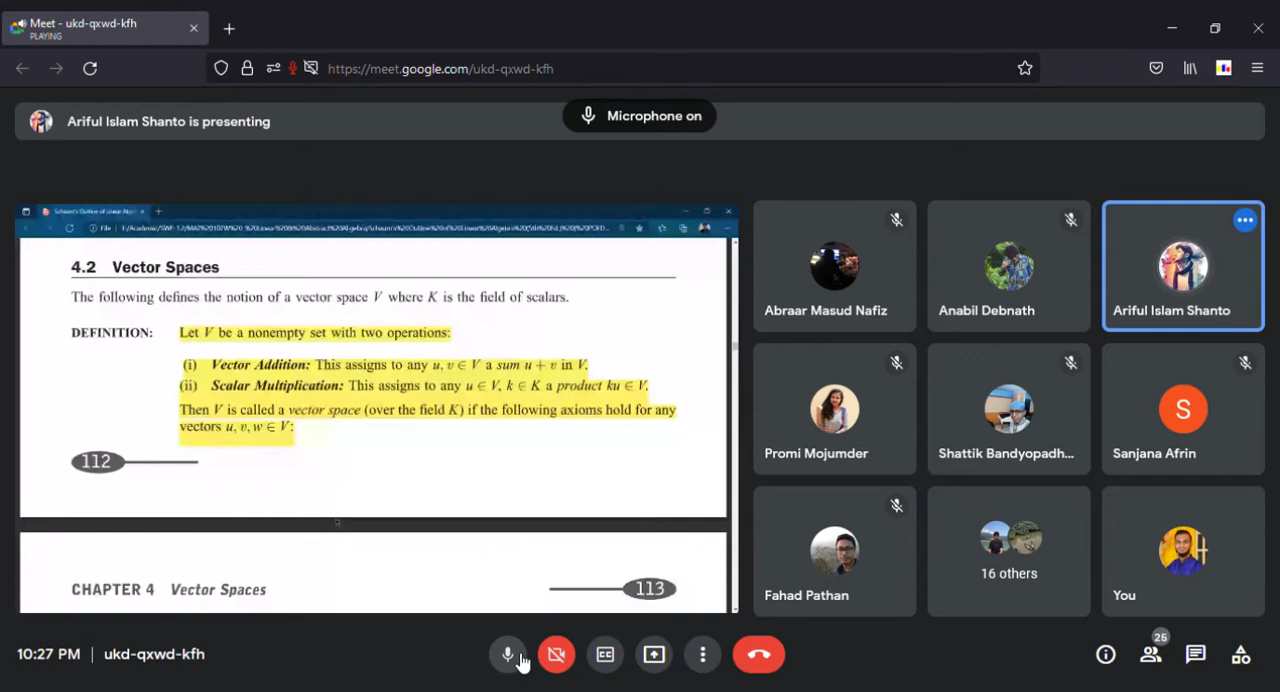 Meet - ukd-qxwd-kfh
PLAYING
https://meet.google.com/ukd-qxwd-kfh
Ariful Islam Shanto is presenting
Microphone on
4.2 Vector Spaces
The following defines the notion of a vector space V where K is the field of scalars.
DEFINITION: Let V be a nonempty set with two operations:
(i) Vector Addition: This assigns to any u, v ∈ V a sum u + v in V.
(ii) Scalar Multiplication: This assigns to any u ∈ V, k ∈ K a product ku ∈ V.
Then V is called a vector space (over the field K) if the following axioms hold for any
vectors u, v, w ∈ V:
112
CHAPTER 4 Vector Spaces
113
Abraar Masud Nafiz
Anabil Debnath
Ariful Islam Shanto
Promi Mojumder
Shattik Bandyopadh...
S
Sanjana Afrin
Fahad Pathan
16 others
You
10:27 PM | ukd-qxwd-kfh
CC
25